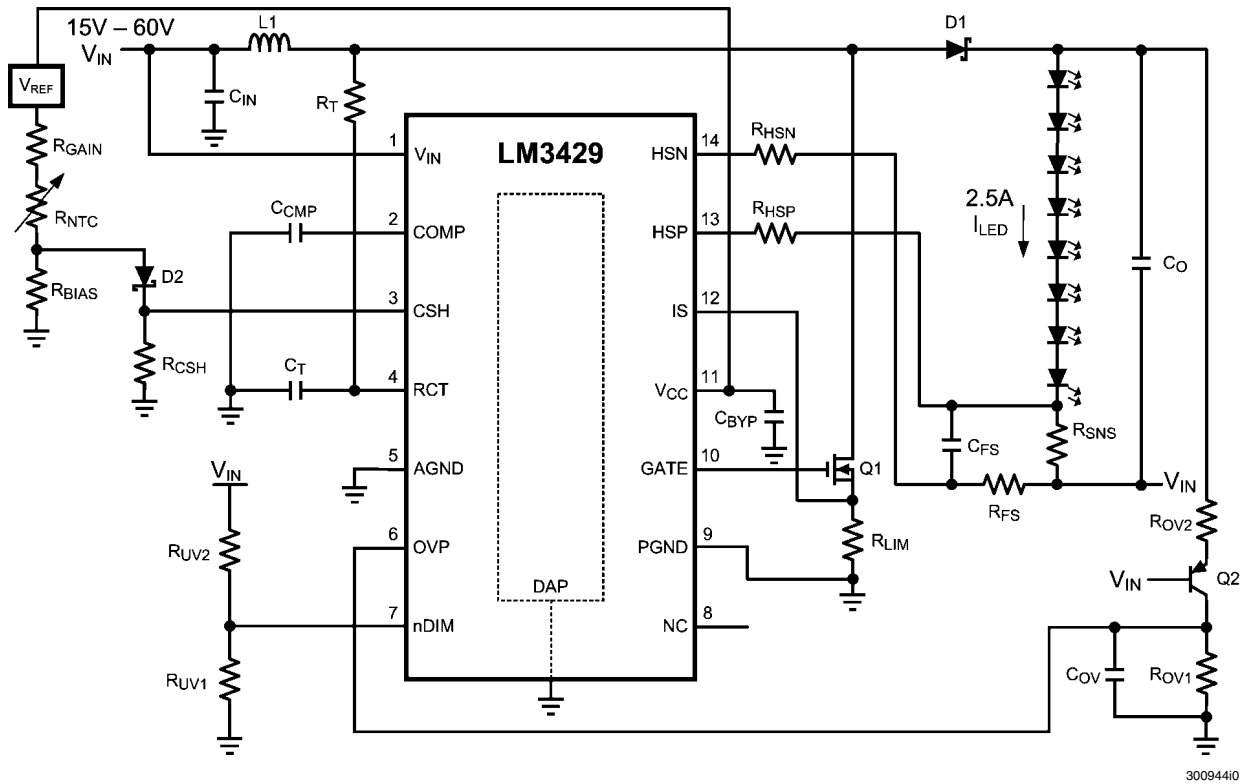 15V – 60V
VIN
L1
D1
VREF
CIN
RT
RGAIN
RNTC
RBIAS
D2
RCSH
CCMP
CT
LM3429
1
VIN
2
COMP
3
CSH
4
RCT
5
AGND
6
OVP
7
nDIM
DAP
14
HSN
13
HSP
12
IS
11
VCC
10
GATE
9
PGND
8
NC
RHSN
RHSP
2.5A
ILED
CO
CBYP
CFS
RSNS
RFS
VIN
Q1
RLIM
ROV2
VIN
Q2
COV
ROV1
VIN
RUV2
RUV1
300944i0